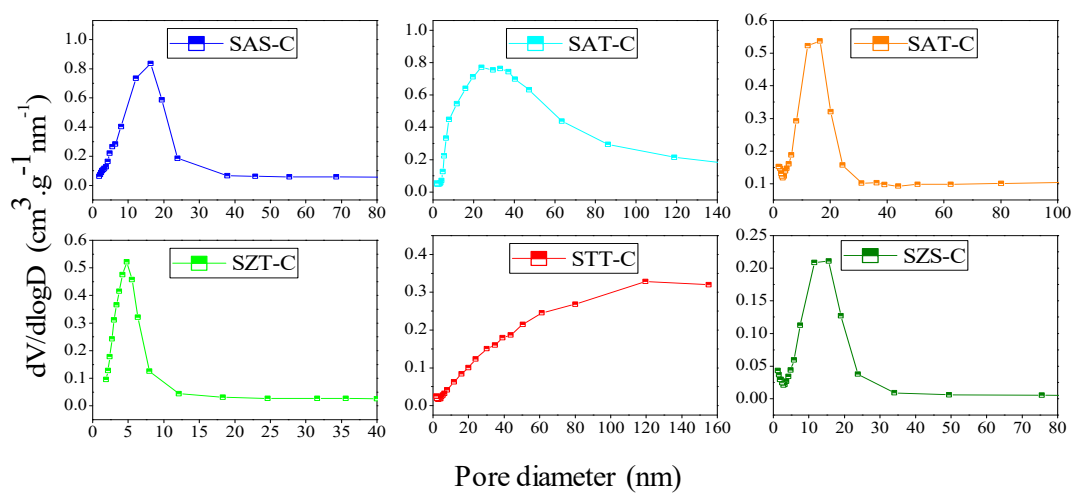 SAS-C
1.0
0.8
0.6
0.4
0.2
0.0
0 10 20 30 40 50 60 70 80
SAT-C
1.0
0.8
0.6
0.4
0.2
0.0
0 20 40 60 80 100 120 140
SAT-C
0.6
0.5
0.4
0.3
0.2
0.1
0.0
0 20 40 60 80 100
SZT-C
0.6
0.5
0.4
0.3
0.2
0.1
0.0
0 5 10 15 20 25 30 35 40
STT-C
0.4
0.3
0.2
0.1
0.0
0 20 40 60 80 100 120 140 160
SZS-C
0.25
0.20
0.15
0.10
0.05
0.00
0 10 20 30 40 50 60 70 80
dV/dlogD (cm³.g⁻¹nm⁻¹)
Pore diameter (nm)